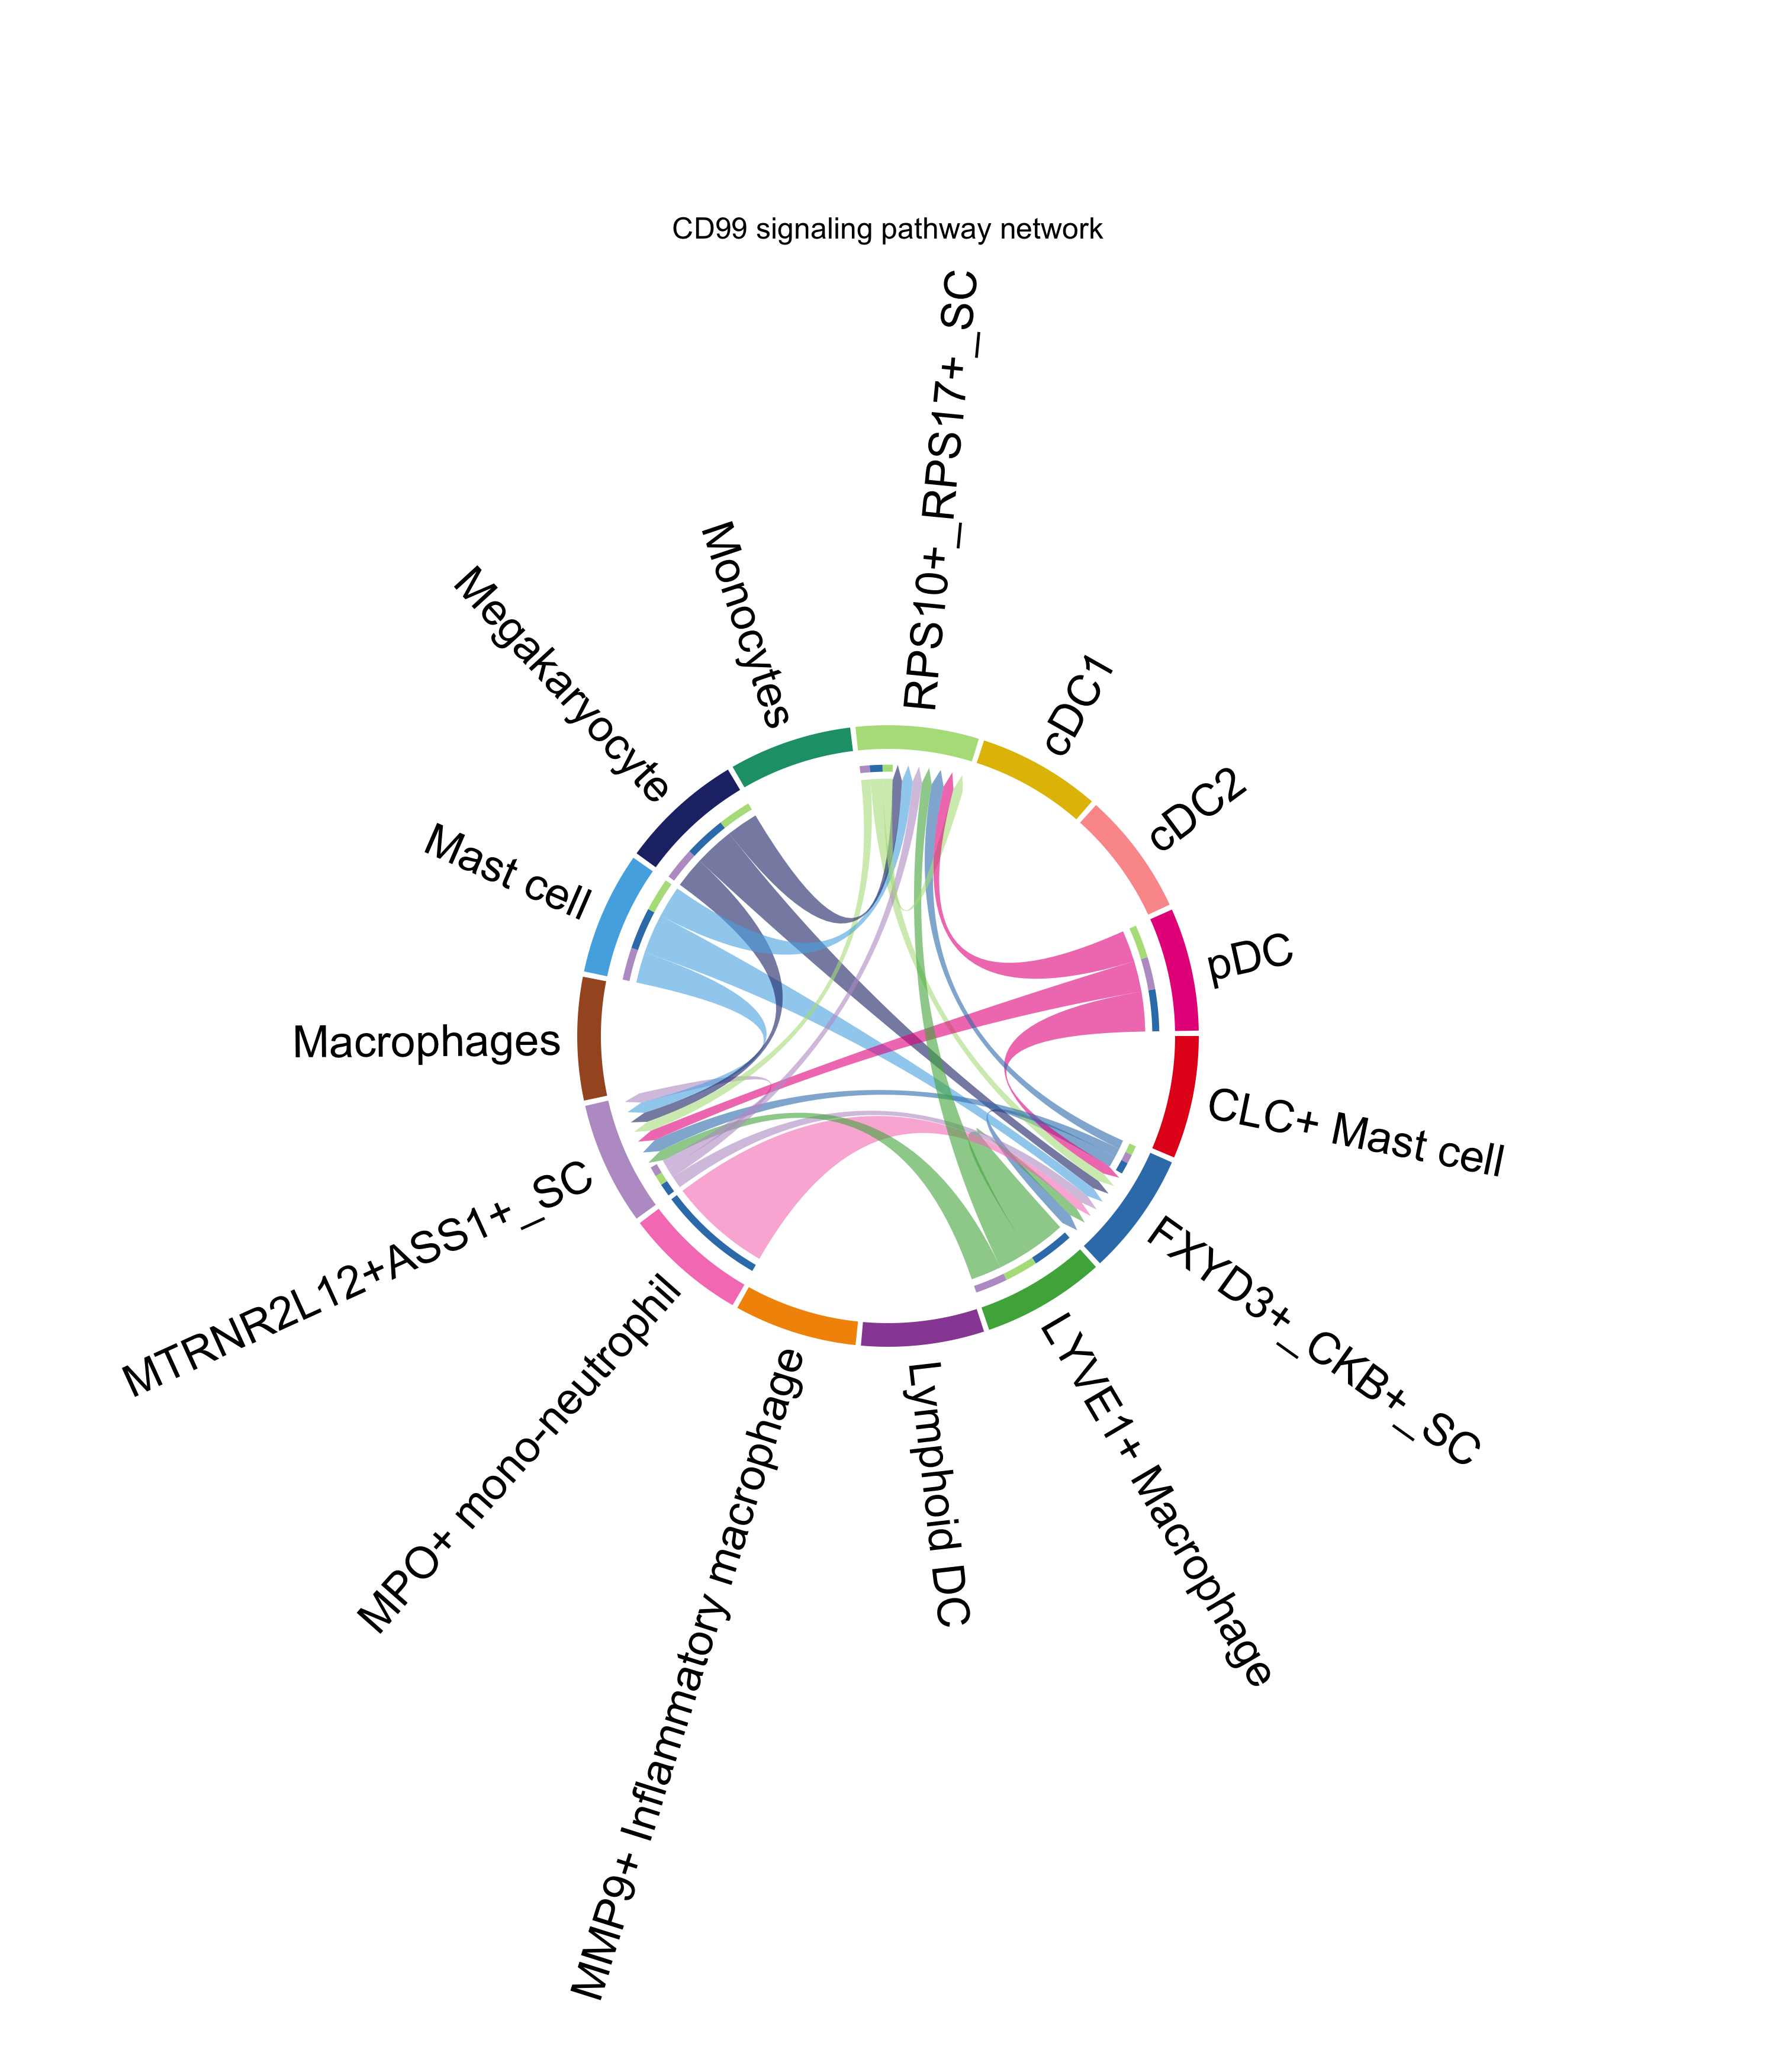 CD99 signaling pathway network
RPS10+_RPS17+_SC
cDC1
cDC2
pDC
CLC+ Mast cell
FXYD3+_CKB+_SC
LYVE1+ Macrophage
Lymphoid DC
MMP9+ Inflammatory macrophage
MPO+ mono-neutrophil
MTRNR2L12+ASS1+_SC
Macrophages
Mast cell
Megakaryocyte
Monocytes